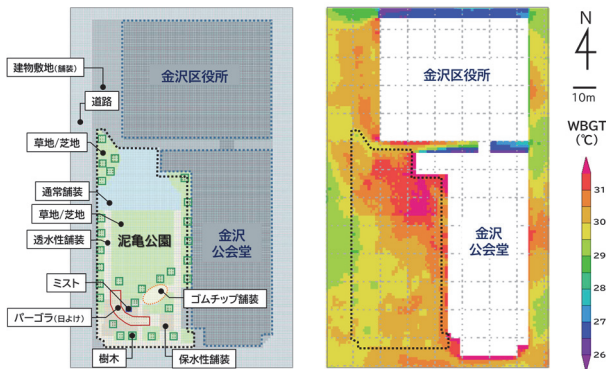 建物敷地(舗装)
道路
草地/芝地
通常舗装
草地/芝地
透水性舗装
ミスト
パーゴラ(日よけ)
樹木
金沢区役所
泥亀公園
金沢
公会堂
ゴムチップ舗装
保水性舗装
金沢区役所
金沢
公会堂
N
10m
WBGT
(℃)
31
30
29
28
27
26